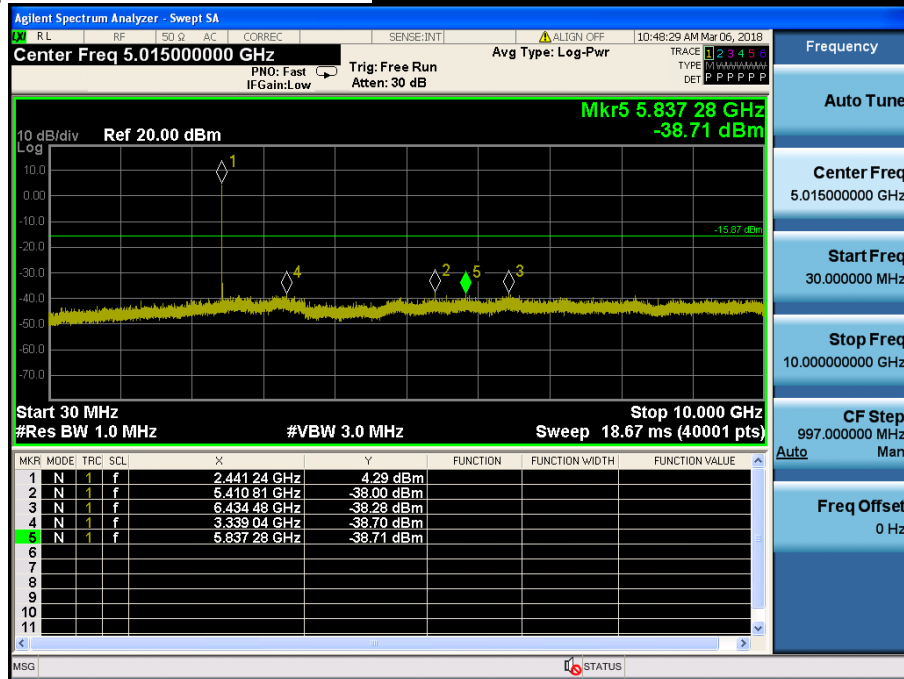 Agilent Spectrum Analyzer - Swept SA
LXI RL RF 50 Ω AC CORREC SENSE:INT ALIGN OFF 10:48:29 AM Mar 06, 2018
Center Freq 5.015000000 GHz
PNO: Fast
IFGain:Low
Trig: Free Run
Atten: 30 dB
Avg Type: Log-Pwr
TRACE 1 2 3 4 5 6
TYPE M WWWWW
DET P P P P P P
Mkr5 5.837 28 GHz
-38.71 dBm
10 dB/div Ref 20.00 dBm
Log
10.0
0.00
-10.0
-20.0
-30.0
-40.0
-50.0
-60.0
-70.0
1
-15.87 dBm
4
2
5
3
Start 30 MHz
Stop 10.000 GHz
#Res BW 1.0 MHz
#VBW 3.0 MHz
Sweep 18.67 ms (40001 pts)
MKR MODE TRC SCL X Y FUNCTION FUNCTION WIDTH FUNCTION VALUE
1 N 1 f 2.441 24 GHz 4.29 dBm
2 N 1 f 5.410 81 GHz -38.00 dBm
3 N 1 f 6.434 48 GHz -38.28 dBm
4 N 1 f 3.339 04 GHz -38.70 dBm
5 N 1 f 5.837 28 GHz -38.71 dBm
6
7
8
9
10
11
MSG
STATUS
Frequency
Auto Tune
Center Freq
5.015000000 GHz
Start Freq
30.000000 MHz
Stop Freq
10.000000000 GHz
CF Step
997.000000 MHz
Auto Man
Freq Offset
0 Hz